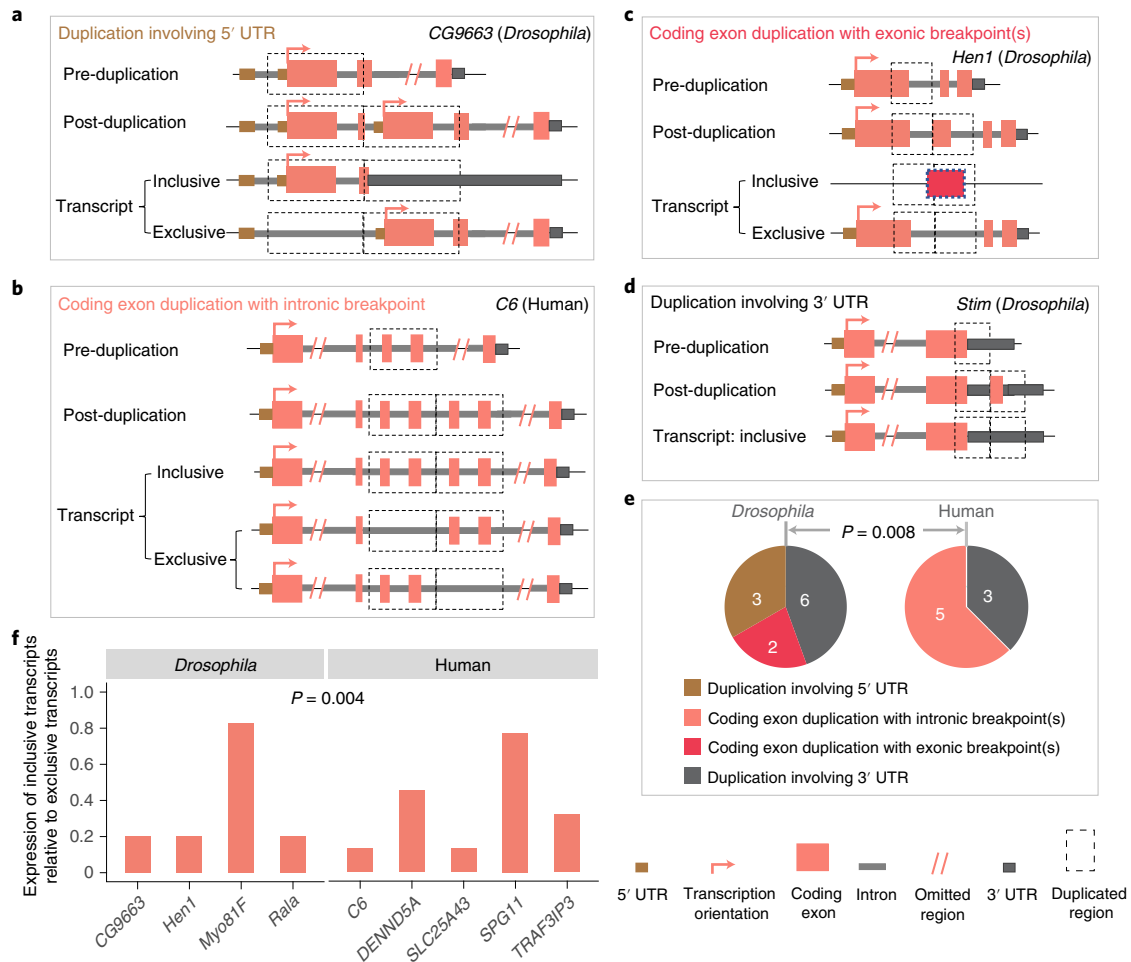 a
Duplication involving 5′ UTR
CG9663 (Drosophila)
Pre-duplication
Post-duplication
Transcript
Inclusive
Exclusive
b
Coding exon duplication with intronic breakpoint
C6 (Human)
Pre-duplication
Post-duplication
Transcript
Inclusive
Exclusive
c
Coding exon duplication with exonic breakpoint(s)
Hen1 (Drosophila)
Pre-duplication
Post-duplication
Transcript
Inclusive
Exclusive
d
Duplication involving 3′ UTR
Stim (Drosophila)
Pre-duplication
Post-duplication
Transcript: inclusive
e
Drosophila
Human
P = 0.008
3
6
2
5
3
Duplication involving 5′ UTR
Coding exon duplication with intronic breakpoint(s)
Coding exon duplication with exonic breakpoint(s)
Duplication involving 3′ UTR
f
Drosophila
Human
P = 0.004
Expression of inclusive transcripts
relative to exclusive transcripts
1.0
0.8
0.6
0.4
0.2
0
CG9663
Hen1
Myo81F
Rala
C6
DENND5A
SLC25A43
SPG11
TRAF3IP3
5′ UTR
Transcription
orientation
Coding
exon
Intron
Omitted
region
3′ UTR
Duplicated
region